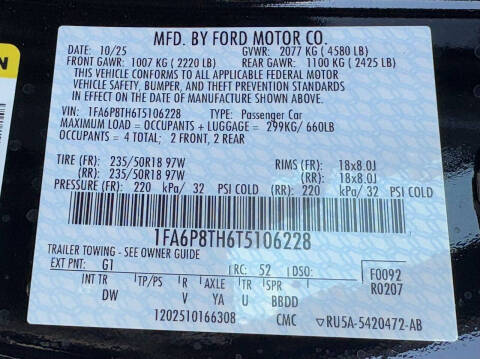 MFD. BY FORD MOTOR CO.
DATE: 10/25 GVWR: 2077 KG ( 4580 LB)
FRONT GAWR: 1007 KG ( 2220 LB) REAR GAWR: 1100 KG ( 2425 LB)
THIS VEHICLE CONFORMS TO ALL APPLICABLE FEDERAL MOTOR
VEHICLE SAFETY, BUMPER, AND THEFT PREVENTION STANDARDS
IN EFFECT ON THE DATE OF MANUFACTURE SHOWN ABOVE.
VIN: 1FA6P8TH6T5106228 TYPE: Passenger Car
MAXIMUM LOAD = OCCUPANTS + LUGGAGE = 299KG/ 660LB
OCCUPANTS = 4 TOTAL; 2 FRONT, 2 REAR
TIRE (FR): 235/50R18 97W RIMS (FR): 18x8.0J
(RR): 235/50R18 97W (RR): 18x8.0J
PRESSURE (FR): 220 kPa/ 32 PSI COLD (RR): 220 kPa/ 32 PSI COLD
1FA6P8TH6T5106228
TRAILER TOWING - SEE OWNER GUIDE
EXT PNT: G1 RC: 52 DSO: F0092
INT TR TP/PS R AXLE TR SPR R0472
DW V YA U BBDD
120251016308 CMC ▽RU5A-5420472-AB